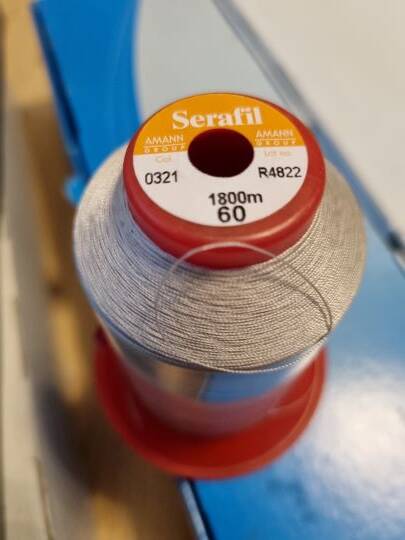 Serafil
AMANN AMANN
GROUP GROUP
Col. Lot no.
0321 R4822
1800m
60